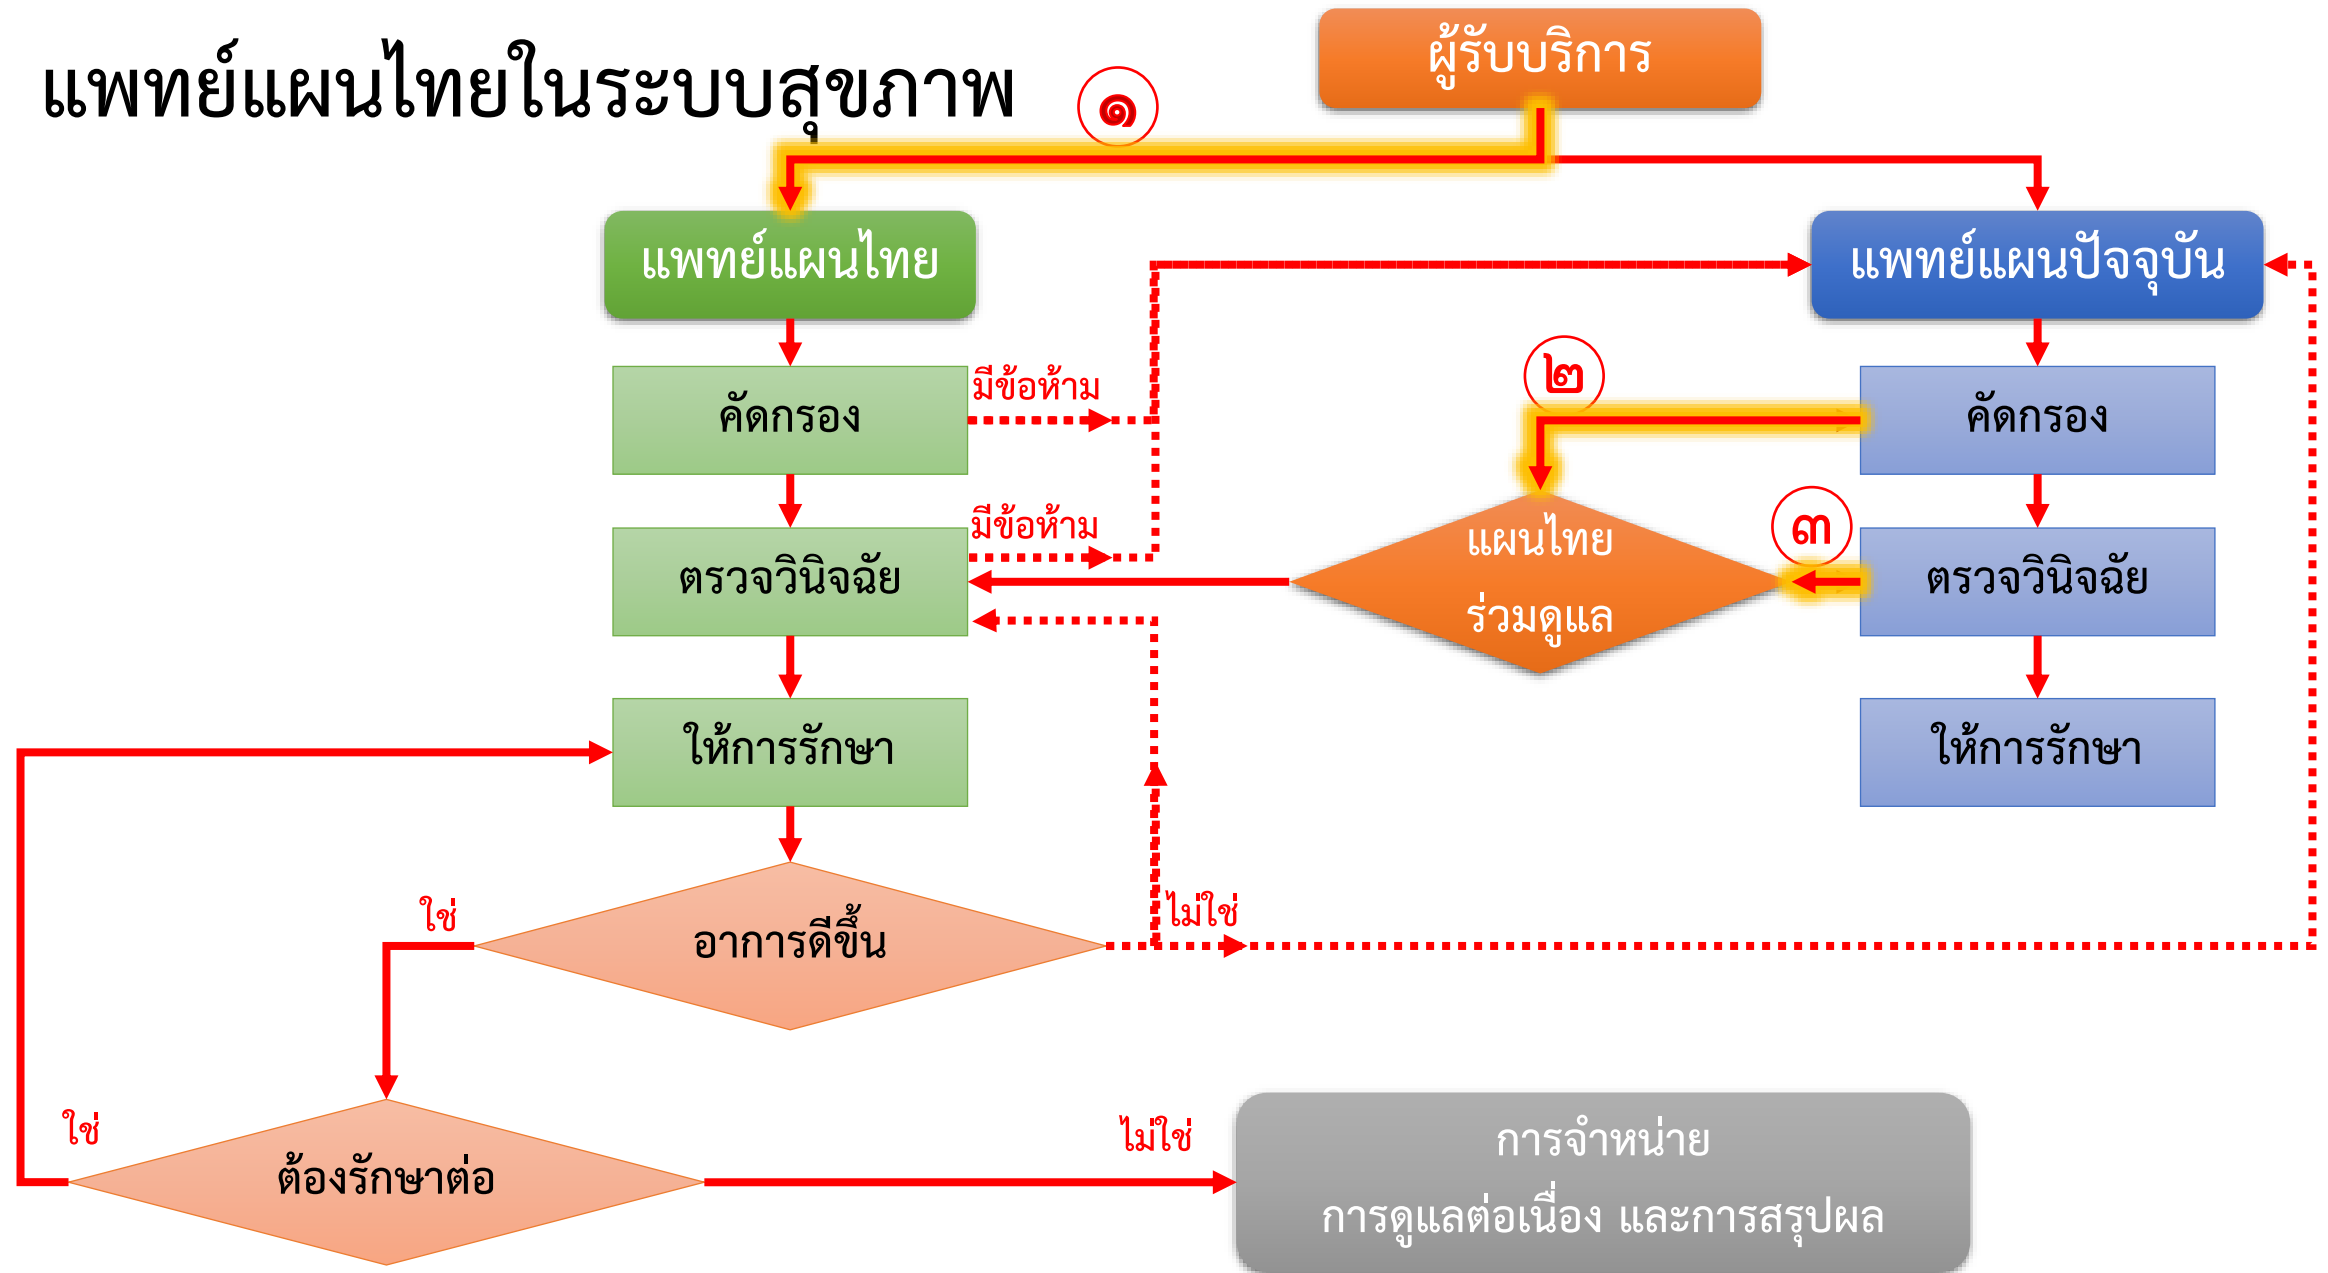 แพทย์แผนไทยในระบบสุขภาพ
ผู้รับบริการ
๑
แพทย์แผนไทย
แพทย์แผนปัจจุบัน
คัดกรอง
มีข้อห้าม
๒
คัดกรอง
ตรวจวินิจฉัย
มีข้อห้าม
แผนไทย
ร่วมดูแล
๓
ตรวจวินิจฉัย
ให้การรักษา
ให้การรักษา
ใช่
อาการดีขึ้น
ไม่ใช่
ใช่
ต้องรักษาต่อ
ไม่ใช่
การจำหน่าย
การดูแลต่อเนื่อง และการสรุปผล